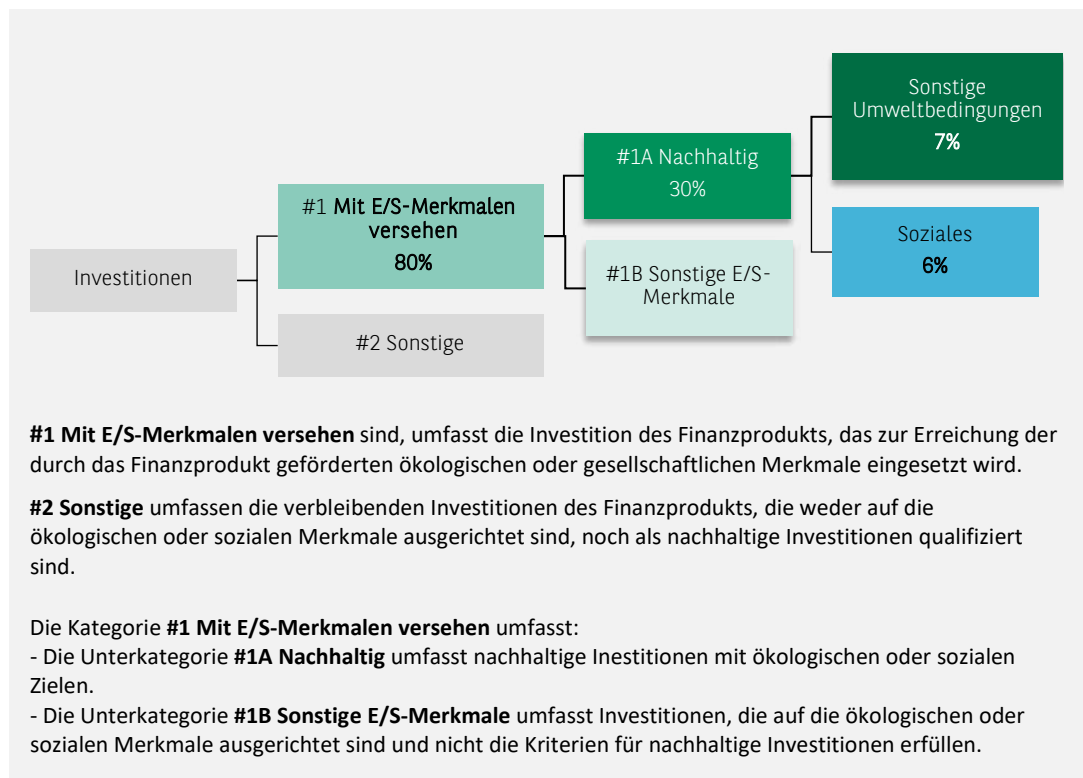 Sonstige
Umweltbedingungen
7%
#1A Nachhaltig
30%
#1 Mit E/S-Merkmalen
versehen
80%
Soziales
6%
Investitionen
#1B Sonstige E/S-
Merkmale
#2 Sonstige
#1 Mit E/S-Merkmalen versehen sind, umfasst die Investition des Finanzprodukts, das zur Erreichung der
durch das Finanzprodukt geförderten ökologischen oder gesellschaftlichen Merkmale eingesetzt wird.
#2 Sonstige umfassen die verbleibenden Investitionen des Finanzprodukts, die weder auf die
ökologischen oder sozialen Merkmale ausgerichtet sind, noch als nachhaltige Investitionen qualifiziert
sind.
Die Kategorie #1 Mit E/S-Merkmalen versehen umfasst:
- Die Unterkategorie #1A Nachhaltig umfasst nachhaltige Inestitionen mit ökologischen oder sozialen
Zielen.
- Die Unterkategorie #1B Sonstige E/S-Merkmale umfasst Investitionen, die auf die ökologischen oder
sozialen Merkmale ausgerichtet sind und nicht die Kriterien für nachhaltige Investitionen erfüllen.